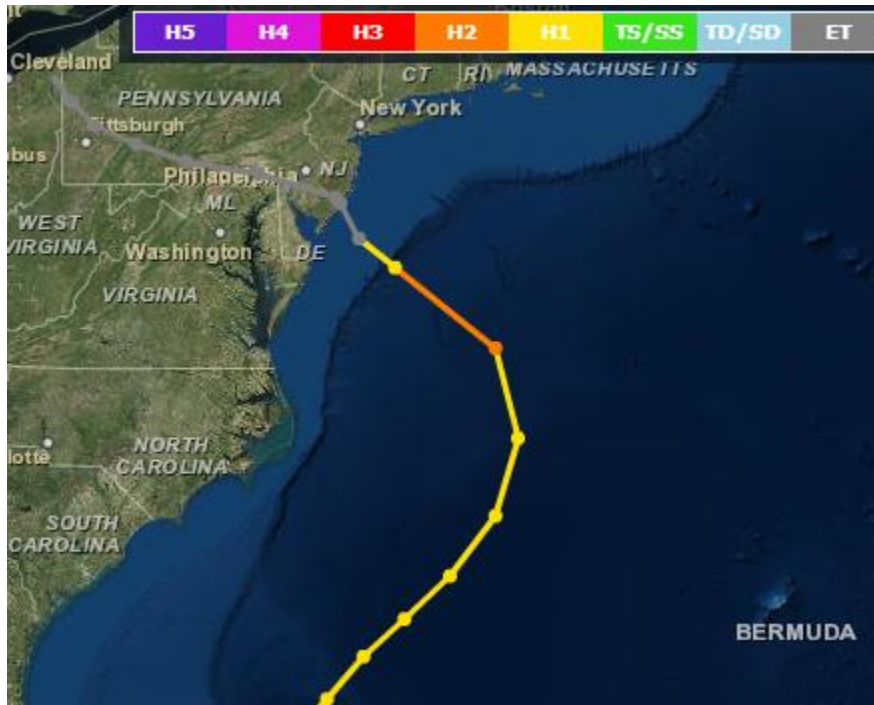 H5 H4 H3 H2 H1 TS/SS TD/SD ET
Cleveland
CT RI MASSACHUSETTS
PENNSYLVANIA
New York
Pittsburgh
bus
Philadelphia NJ
WEST
VIRGINIA
Washington DE
VIRGINIA
NORTH
CAROLINA
lotte
SOUTH
CAROLINA
BERMUDA